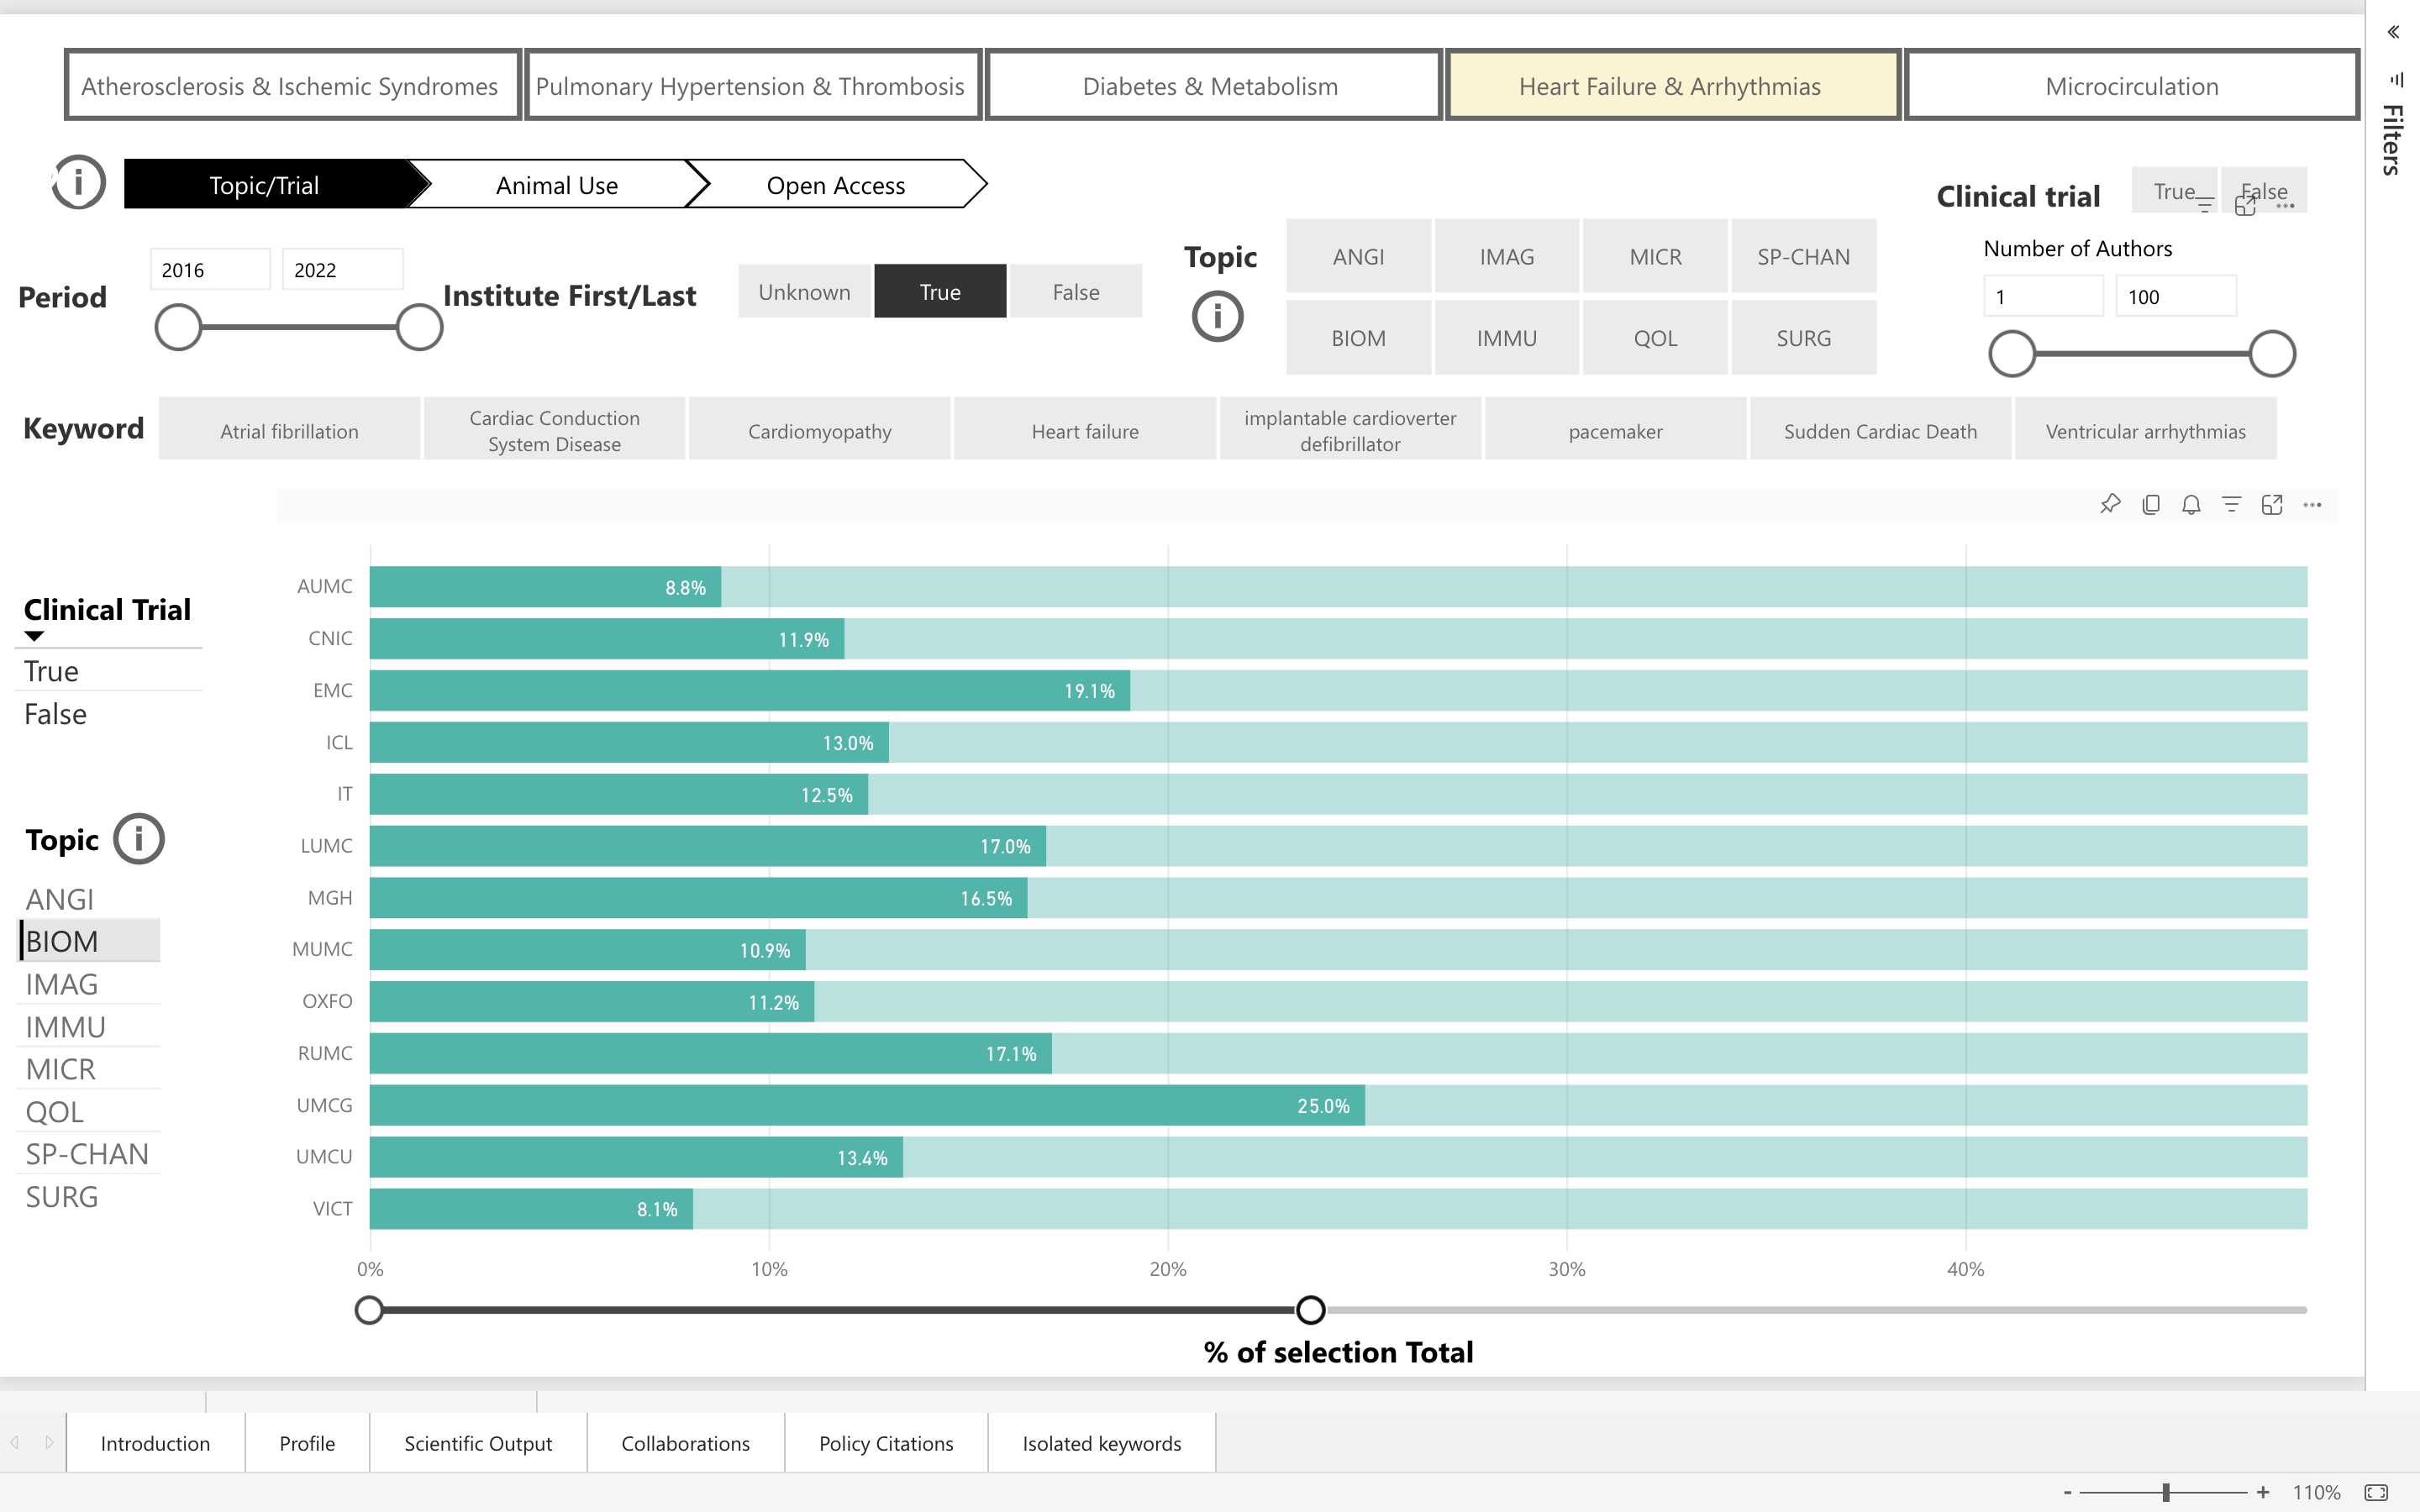 Atherosclerosis & Ischemic Syndromes
Pulmonary Hypertension & Thrombosis
Diabetes & Metabolism
Heart Failure & Arrhythmias
Microcirculation
Filters
Topic/Trial
Animal Use
Open Access
Clinical trial
True
False
Period
2016
2022
Institute First/Last
Unknown
True
False
Topic
ANGI
IMAG
MICR
SP-CHAN
BIOM
IMMU
QOL
SURG
Number of Authors
1
100
Keyword
Atrial fibrillation
Cardiac Conduction
System Disease
Cardiomyopathy
Heart failure
implantable cardioverter
defibrillator
pacemaker
Sudden Cardiac Death
Ventricular arrhythmias
Clinical Trial
True
False
Topic
ANGI
BIOM
IMAG
IMMU
MICR
QOL
SP-CHAN
SURG
AUMC 8.8%
CNIC 11.9%
EMC 19.1%
ICL 13.0%
IT 12.5%
LUMC 17.0%
MGH 16.5%
MUMC 10.9%
OXFO 11.2%
RUMC 17.1%
UMCG 25.0%
UMCU 13.4%
VICT 8.1%
0% 10% 20% 30% 40%
% of selection Total
Introduction
Profile
Scientific Output
Collaborations
Policy Citations
Isolated keywords
- + 110%